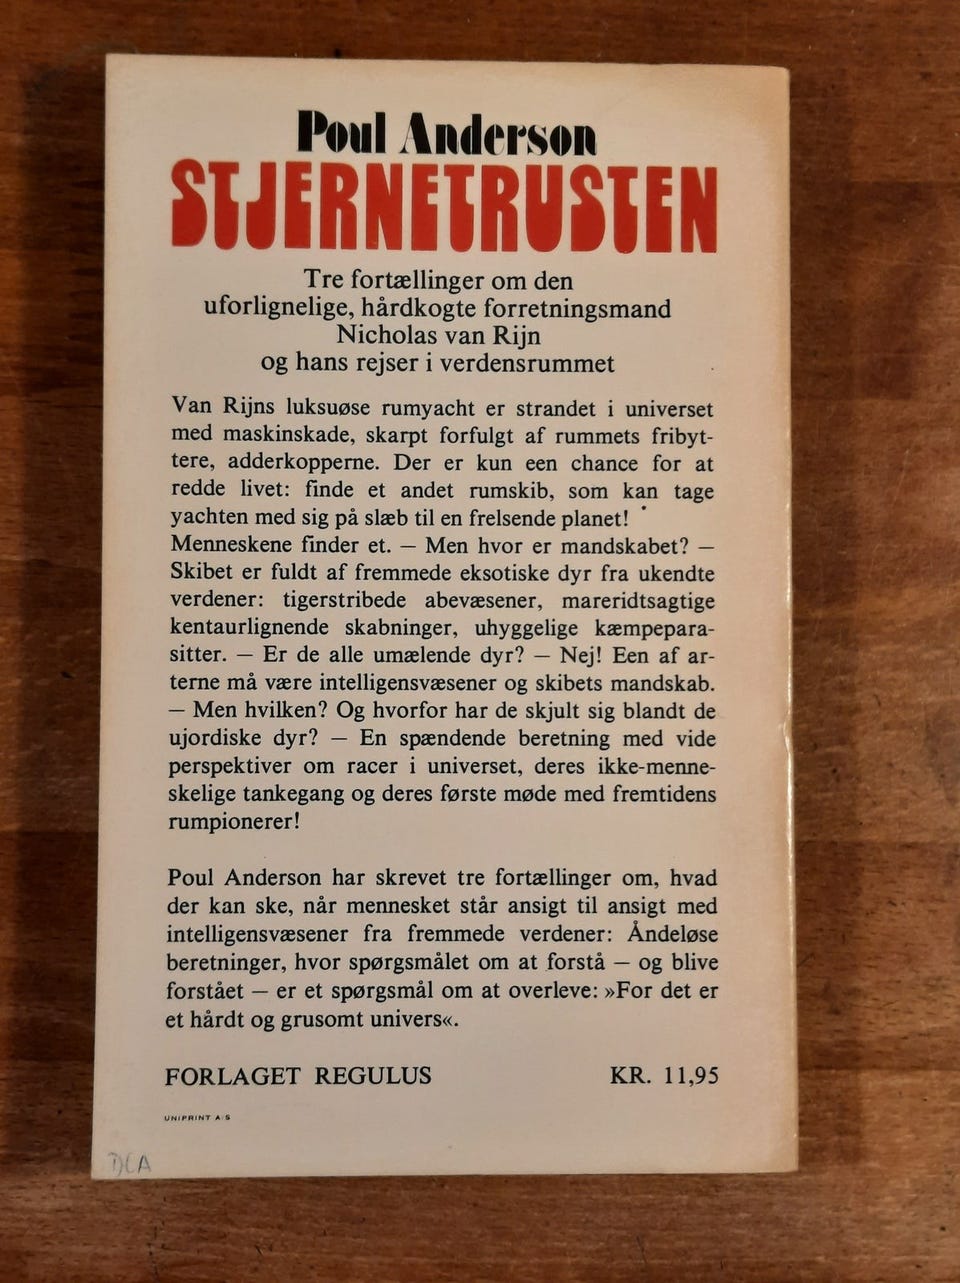 Poul Anderson
STJERNETRUSTEN
Tre fortællinger om den
uforlignelige, hårdkogte forretningsmand
Nicholas van Rijn
og hans rejser i verdensrummet
Van Rijns luksuøse rumyacht er strandet i universet
med maskinskade, skarpt forfulgt af rummets fribyt-
tere, adderkopperne. Der er kun een chance for at
redde livet: finde et andet rumskib, som kan tage
yachten med sig på slæb til en frelsende planet!
Menneskene finder et. — Men hvor er mandskabet? —
Skibet er fuldt af fremmede eksotiske dyr fra ukendte
verdener: tigerstribede abevæsener, mareridtsagtige
kentaurlignende skabninger, uhyggelige kæmpepara-
sitter. — Er de alle umælende dyr? — Nej! Een af ar-
terne må være intelligensvæsener og skibets mandskab.
— Men hvilken? Og hvorfor har de skjult sig blandt de
ujordiske dyr? — En spændende beretning med vide
perspektiver om racer i universet, deres ikke-menne-
skelige tankegang og deres første møde med fremtidens
rumpionerer!
Poul Anderson har skrevet tre fortællinger om, hvad
der kan ske, når mennesket står ansigt til ansigt med
intelligensvæsener fra fremmede verdener: Åndeløse
beretninger, hvor spørgsmålet om at forstå — og blive
forstået — er et spørgsmål om at overleve: »For det er
et hårdt og grusomt univers«.
FORLAGET REGULUS KR. 11,95
UNIPRINT A/S